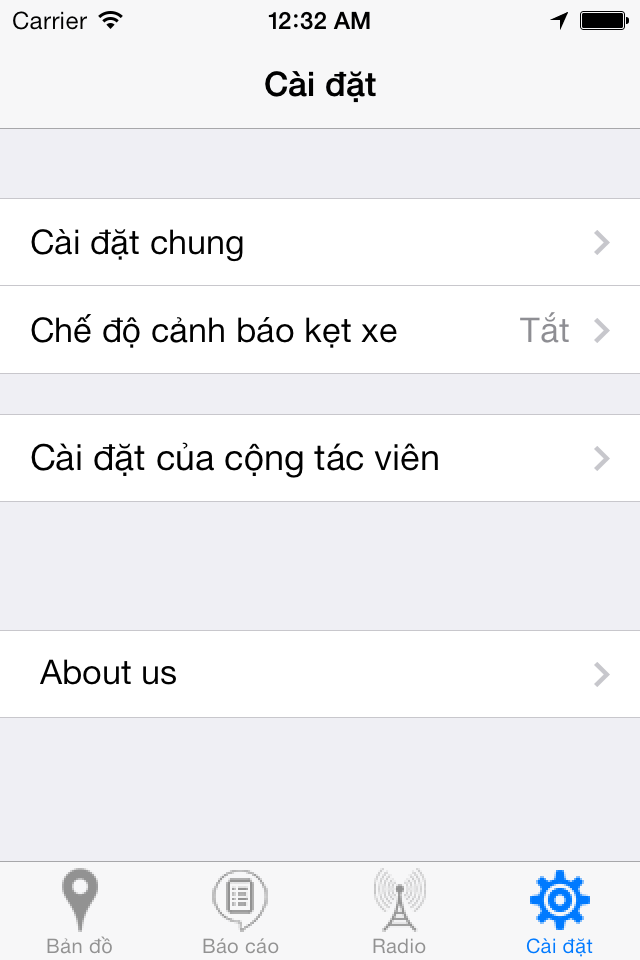 Carrier 12:32 AM
Cài đặt
Cài đặt chung
Chế độ cảnh báo kẹt xe Tắt
Cài đặt của cộng tác viên
About us
Bản đồ Báo cáo Radio Cài đặt